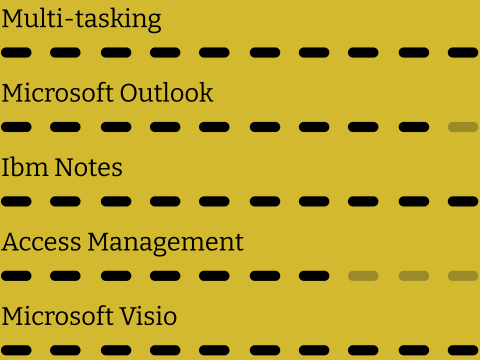 Multi-tasking
Microsoft Outlook
Ibm Notes
Access Management
Microsoft Visio